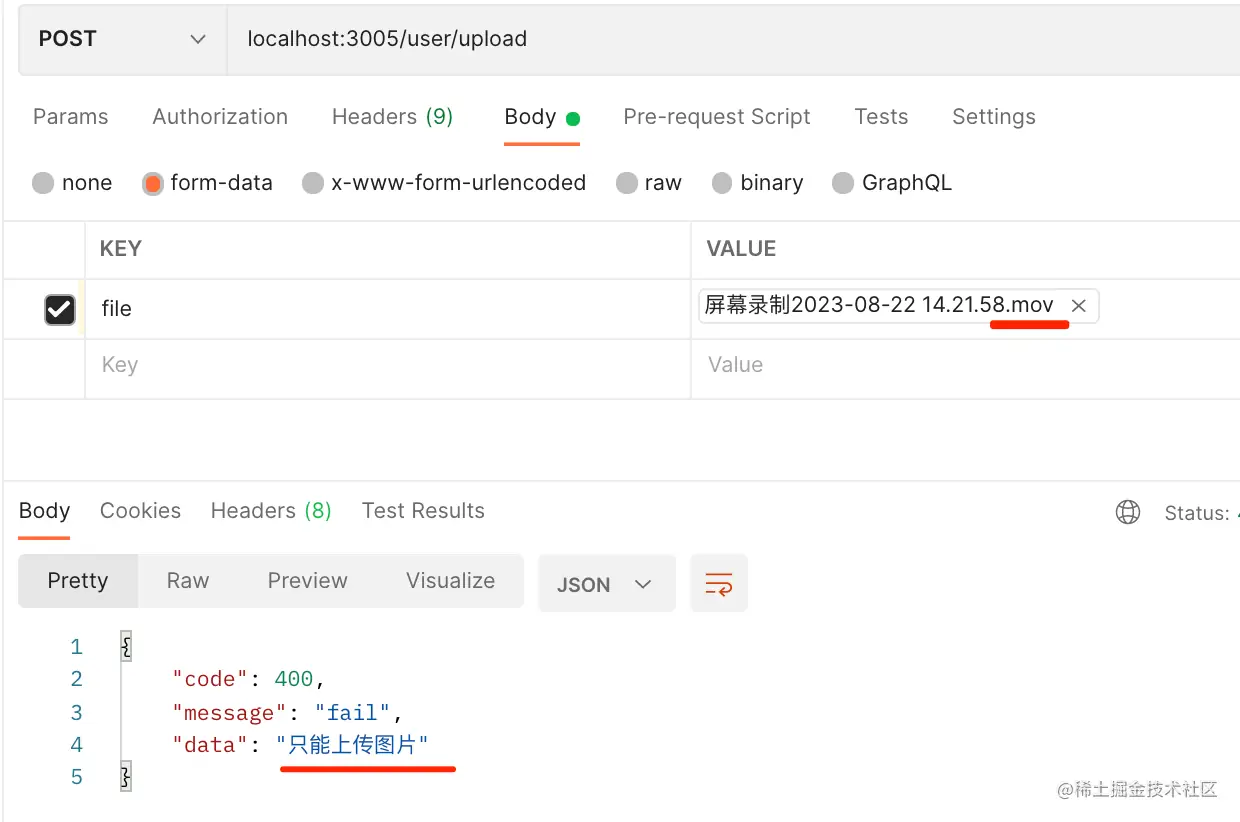 POST localhost:3005/user/upload
Params Authorization Headers (9) Body Pre-request Script Tests Settings
none form-data x-www-form-urlencoded raw binary GraphQL
KEY VALUE
file 屏幕录制2023-08-22 14.21.58.mov
Key Value
Body Cookies Headers (8) Test Results Status:
Pretty Raw Preview Visualize JSON
1 {
2 "code": 400,
3 "message": "fail",
4 "data": "只能上传图片"
5 }
@稀土掘金技术社区